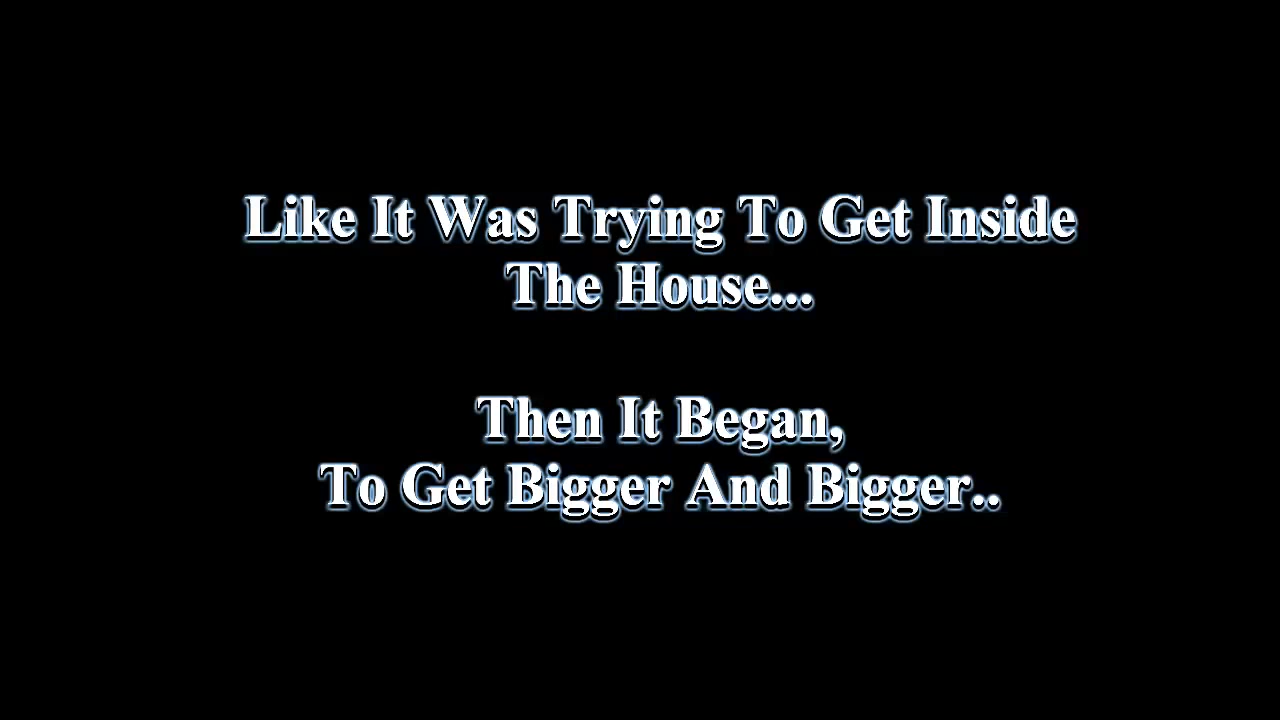 Like It Was Trying To Get Inside
The House...
Then It Began,
To Get Bigger And Bigger..